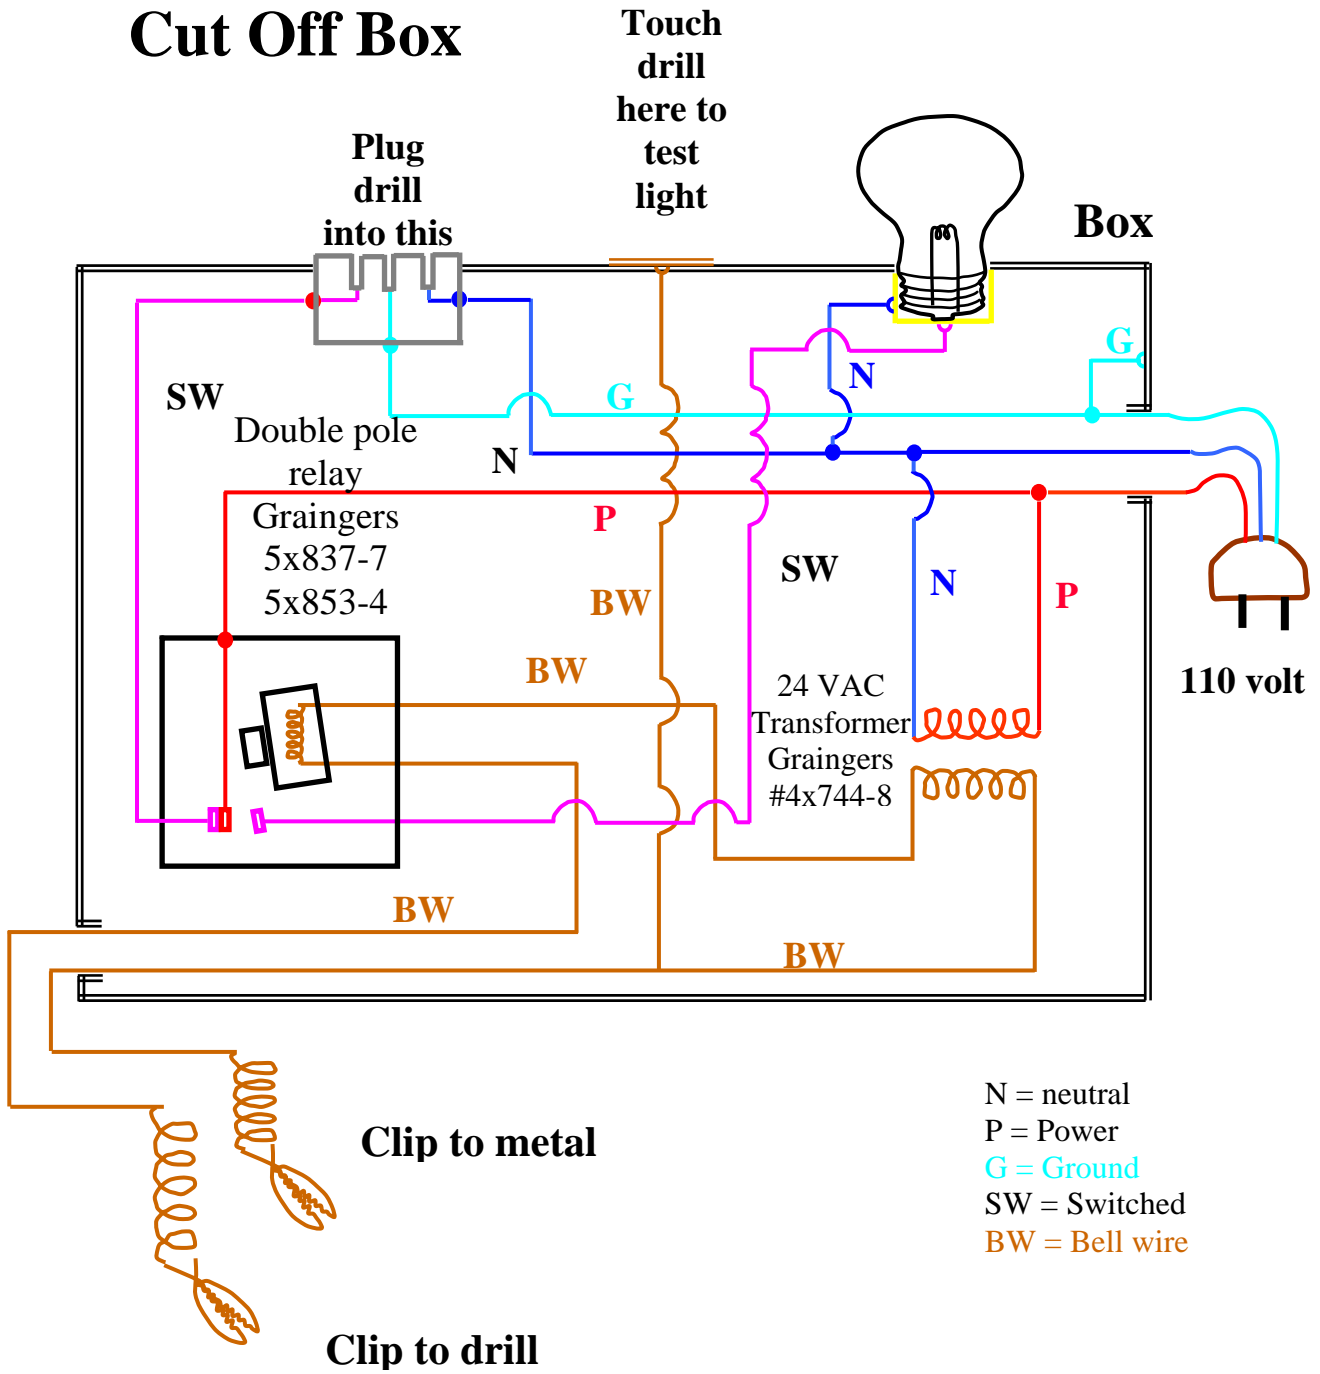 Cut Off Box
Touch
drill
here to
test
light
Plug
drill
into this
Box
G
N
SW
G
Double pole
relay
Graingers
5x837-7
5x853-4
N
P
SW
N
P
BW
BW
24 VAC
Transformer
Graingers
#4x744-8
110 volt
BW
BW
N = neutral
P = Power
G = Ground
SW = Switched
BW = Bell wire
Clip to metal
Clip to drill